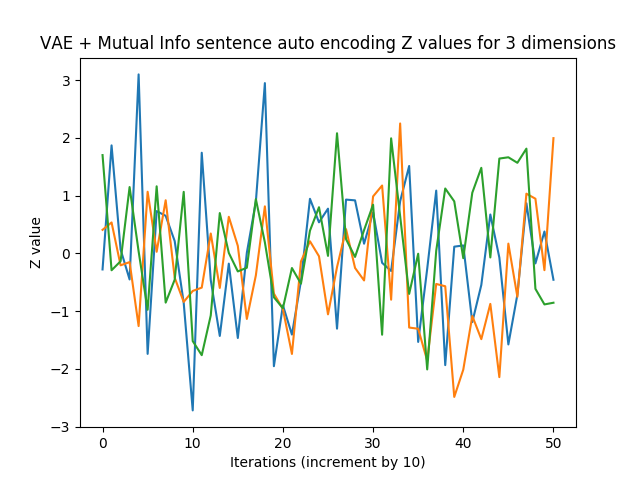 VAE + Mutual Info sentence auto encoding Z values for 3 dimensions
Z value
3
2
1
0
−1
−2
−3
0 10 20 30 40 50
Iterations (increment by 10)